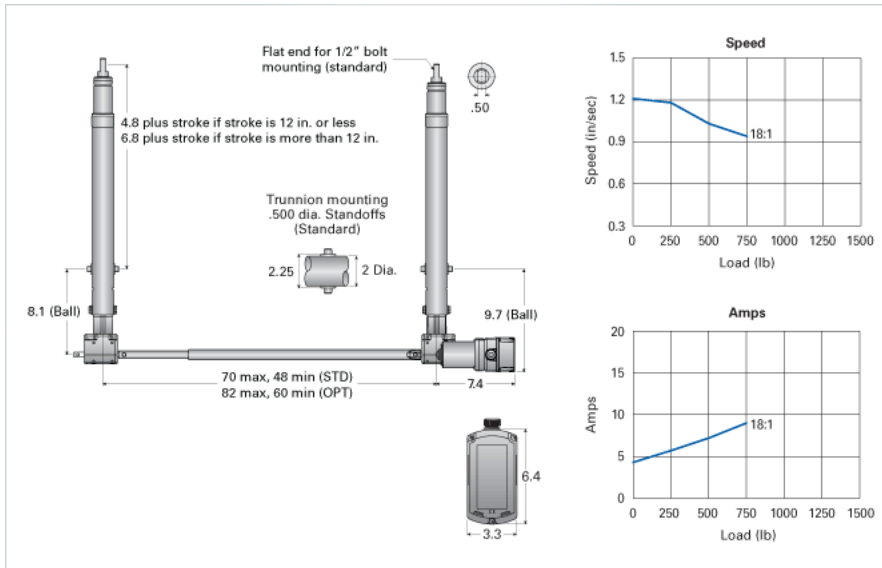 Flat end for 1/2" bolt
mounting (standard)
.50
4.8 plus stroke if stroke is 12 in. or less
6.8 plus stroke if stroke is more than 12 in.
Trunnion mounting
.500 dia. Standoffs
(Standard)
2.25
2 Dia.
8.1 (Ball)
9.7 (Ball)
70 max, 48 min (STD)
82 max, 60 min (OPT)
7.4
6.4
3.3
Speed
Speed (in/sec)
1.5
1.2
0.9
0.6
0.3
18:1
0 250 500 750 1000 1250 1500
Load (lb)
Amps
Amps
20
15
10
5
0
18:1
0 250 500 750 1000 1250 1500
Load (lb)